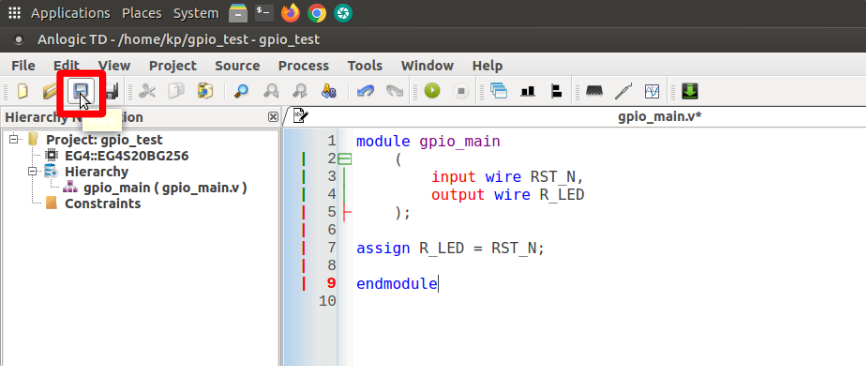 Applications Places System
Anlogic TD - /home/kp/gpio_test - gpio_test
File Edit View Project Source Process Tools Window Help
Hierarchy N
ion
gpio_main.v*
Project: gpio_test
EG4::EG4S20BG256
Hierarchy
gpio_main ( gpio_main.v )
Constraints
1 module gpio_main
2 (
3 input wire RST_N,
4 output wire R_LED
5 );
6
7 assign R_LED = RST_N;
8
9 endmodule
10